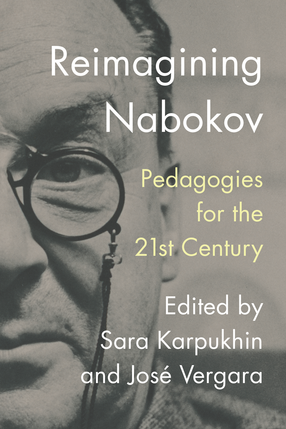 Reimagining
Nabokov
Pedagogies
for the
21st Century
Edited by
Sara Karpukhin
and José Vergara